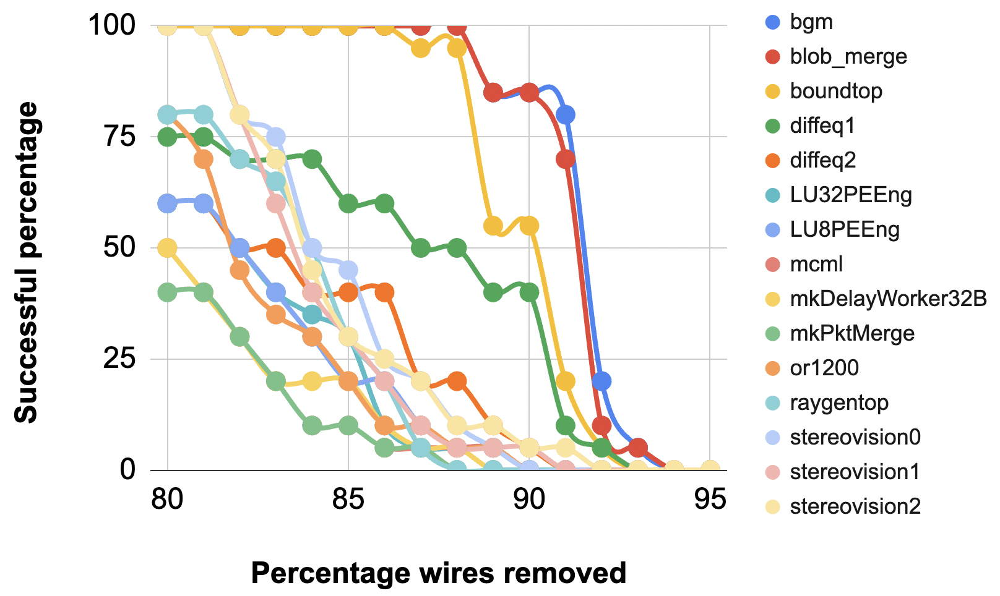 Successful percentage
100
75
50
25
0
80
85
90
95
Percentage wires removed
bgm
blob_merge
boundtop
diffeq1
diffeq2
LU32PEEng
LU8PEEng
mcml
mkDelayWorker32B
mkPktMerge
or1200
raygentop
stereovision0
stereovision1
stereovision2